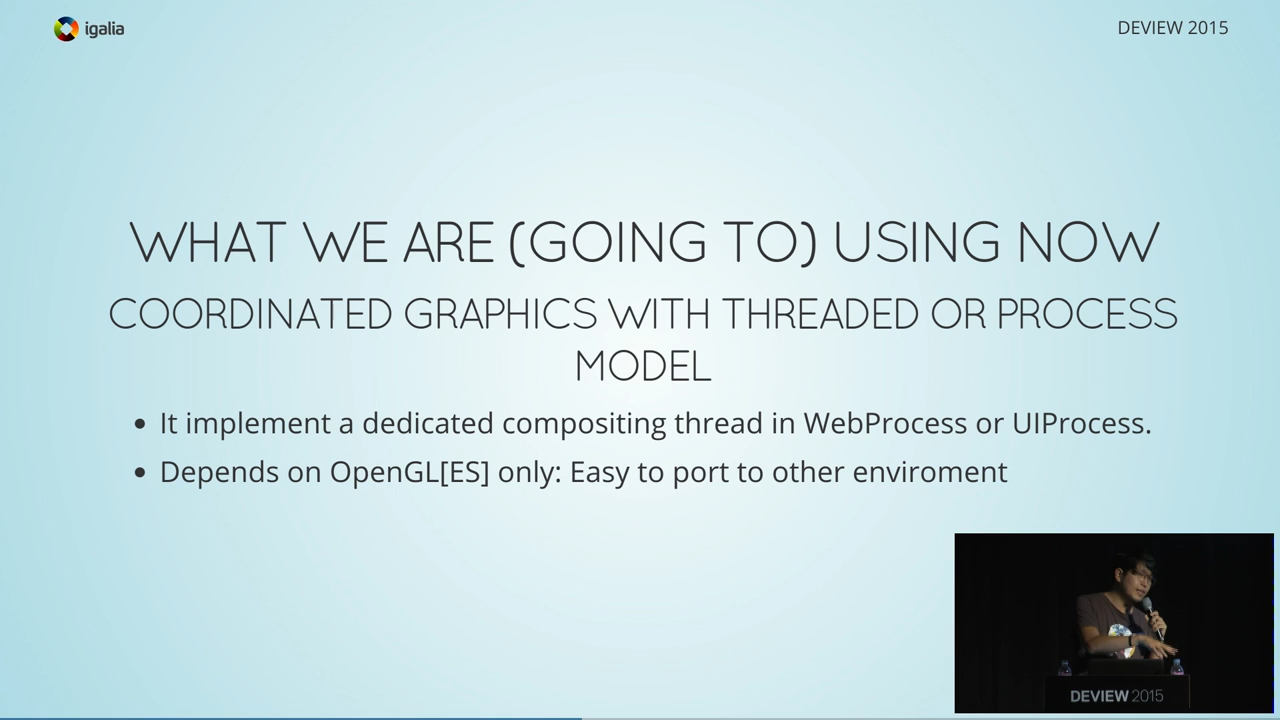 igalia
DEVIEW 2015
WHAT WE ARE (GOING TO) USING NOW
COORDINATED GRAPHICS WITH THREADED OR PROCESS
MODEL
• It implement a dedicated compositing thread in WebProcess or UIProcess.
• Depends on OpenGL[ES] only: Easy to port to other enviroment
DEVIEW 2015